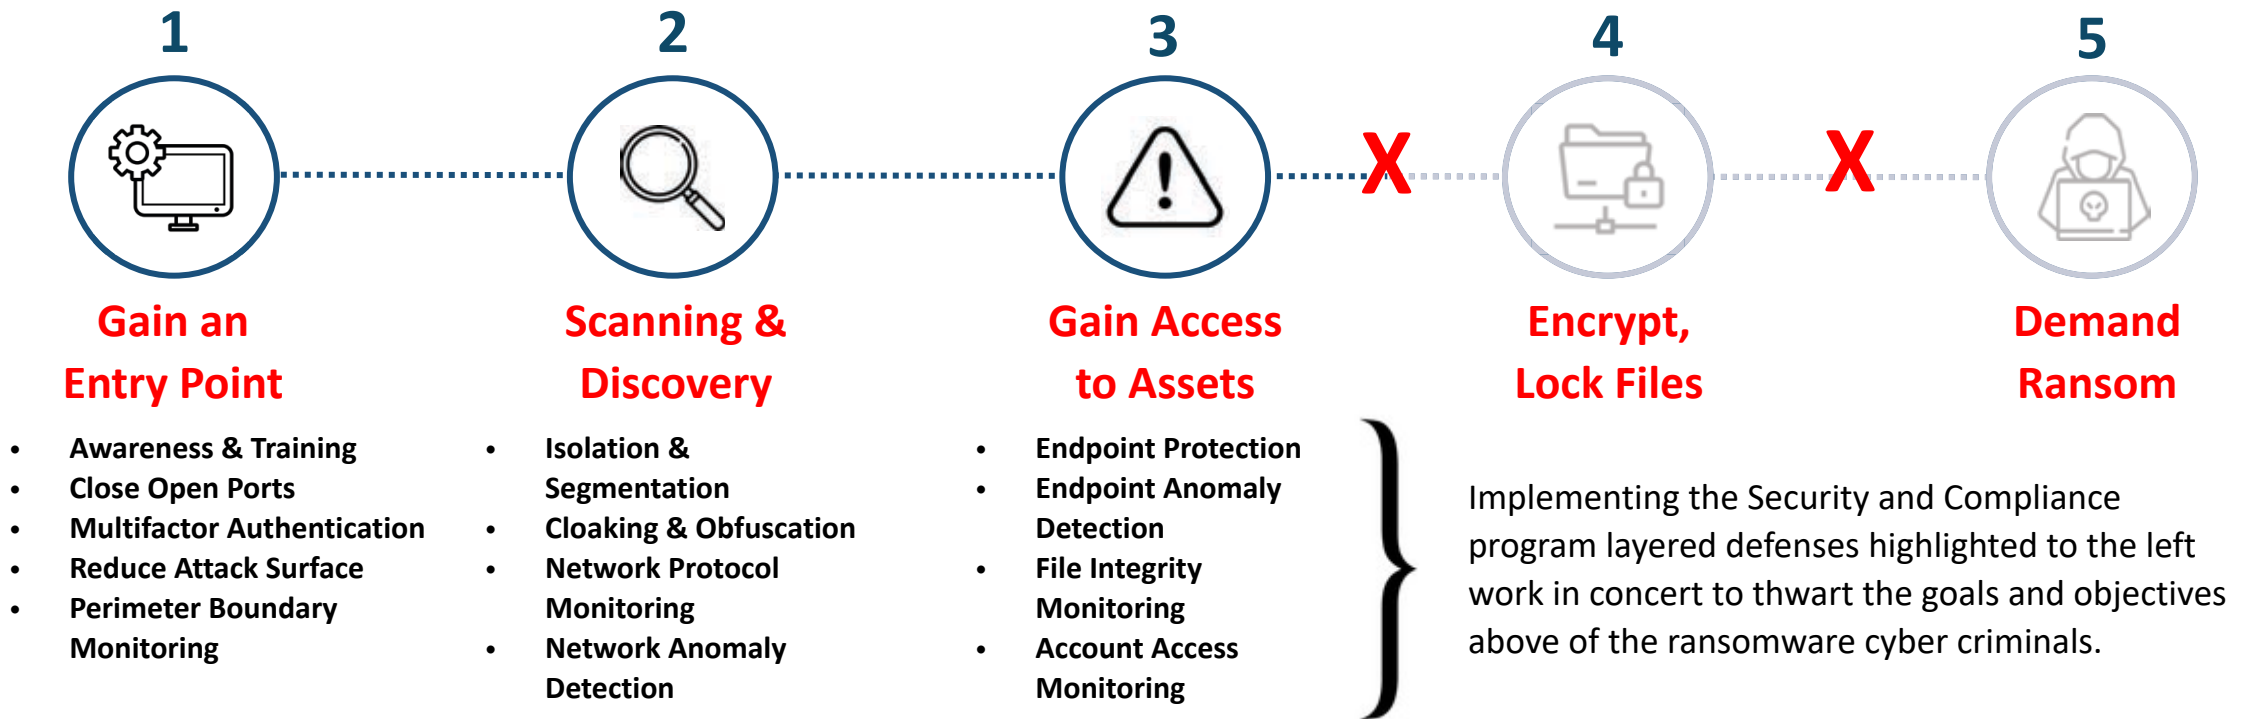 1
2
3
4
5
X
X
Gain an
Entry Point
Scanning &
Discovery
Gain Access
to Assets
Encrypt,
Lock Files
Demand
Ransom
• Awareness & Training
• Close Open Ports
• Multifactor Authentication
• Reduce Attack Surface
• Perimeter Boundary
Monitoring
• Isolation &
Segmentation
• Cloaking & Obfuscation
• Network Protocol
Monitoring
• Network Anomaly
Detection
• Endpoint Protection
• Endpoint Anomaly
Detection
• File Integrity
Monitoring
• Account Access
Monitoring
Implementing the Security and Compliance
program layered defenses highlighted to the left
work in concert to thwart the goals and objectives
above of the ransomware cyber criminals.